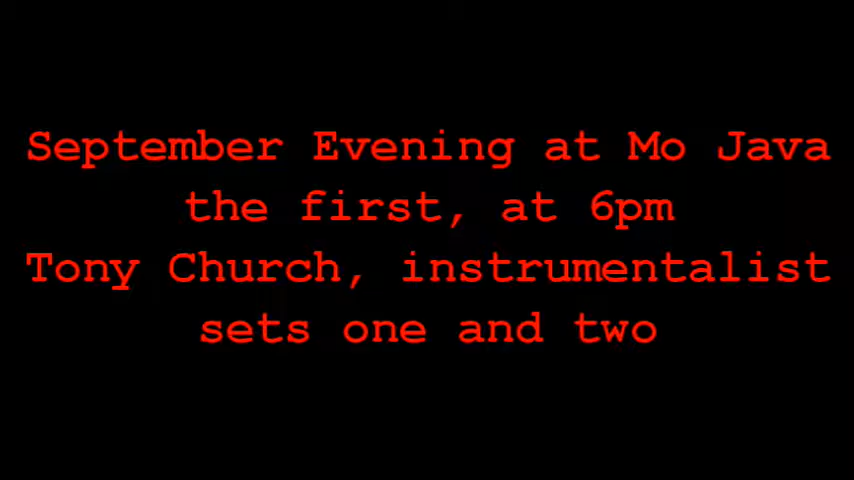 September Evening at Mo Java
the first, at 6pm
Tony Church, instrumentalist
sets one and two